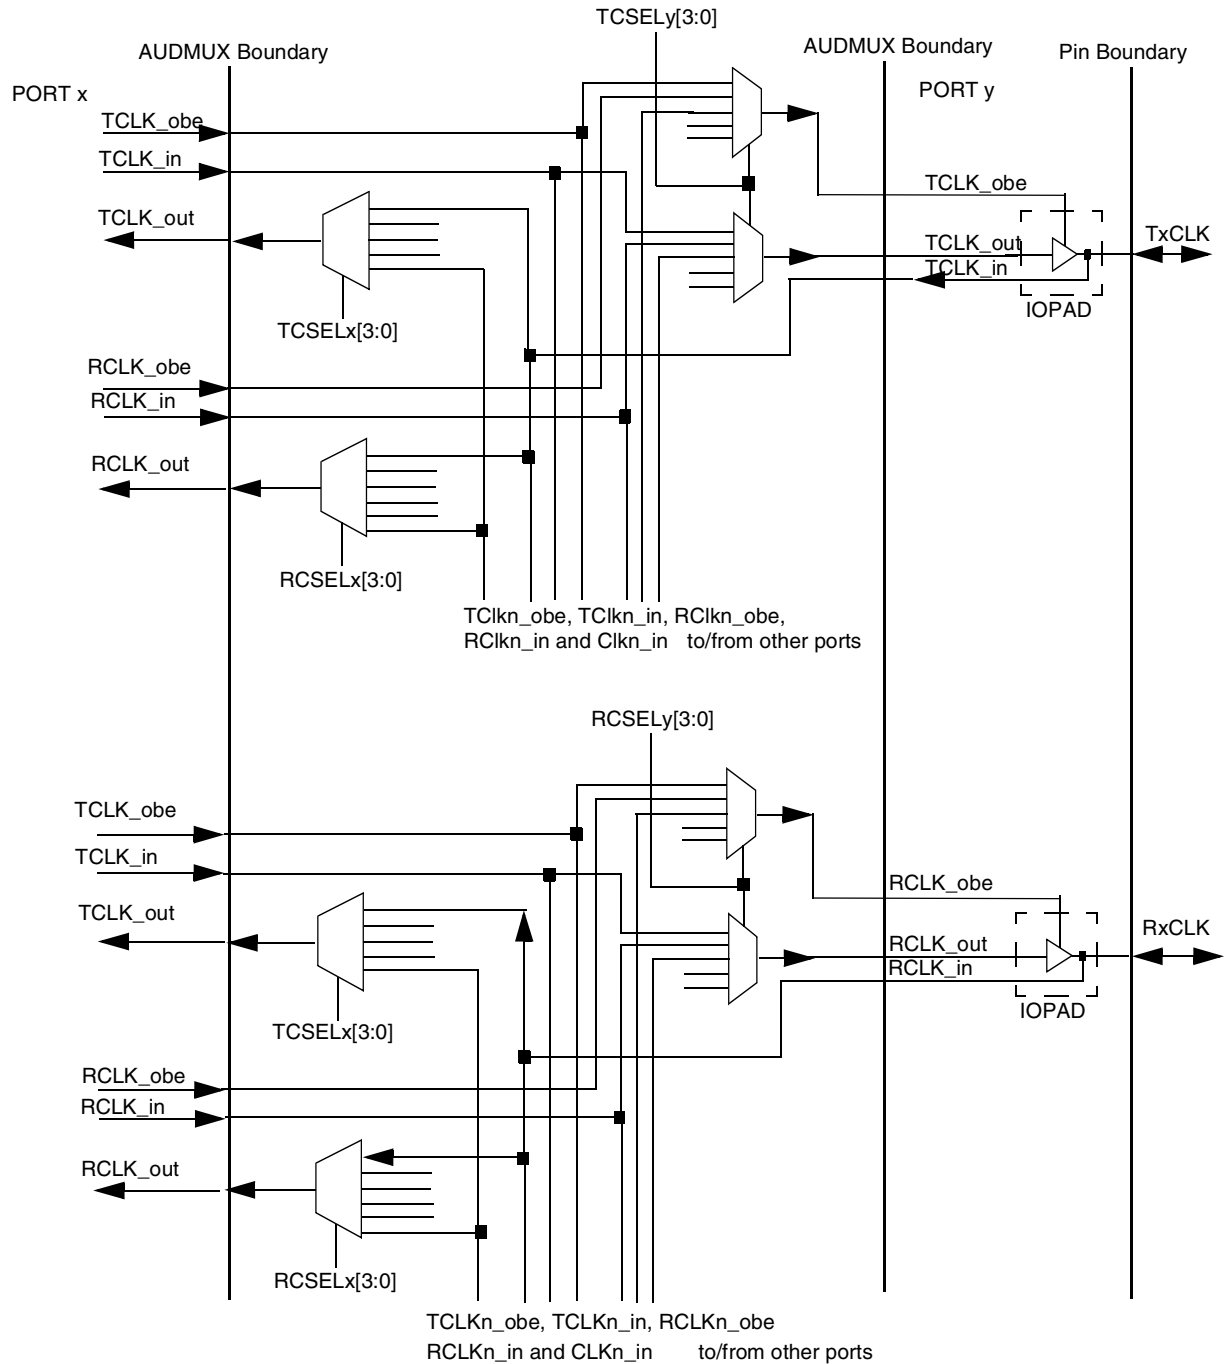 TCSELy[3:0]
AUDMUX Boundary
AUDMUX Boundary
Pin Boundary
PORT x
PORT y
TCLK_obe
TCLK_in
TCLK_obe
TCLK_out
TCLK_out
TxCLK
TCLK_in
IOPAD
TCSELx[3:0]
RCLK_obe
RCLK_in
RCLK_out
RCSELx[3:0]
TClkn_obe, TClkn_in, RClkn_obe,
RClkn_in and Clkn_in to/from other ports
RCSELy[3:0]
TCLK_obe
TCLK_in
RCLK_obe
TCLK_out
RxCLK
RCLK_out
RCLK_in
IOPAD
TCSELx[3:0]
RCLK_obe
RCLK_in
RCLK_out
RCSELx[3:0]
TCLKn_obe, TCLKn_in, RCLKn_obe
RCLKn_in and CLKn_in to/from other ports